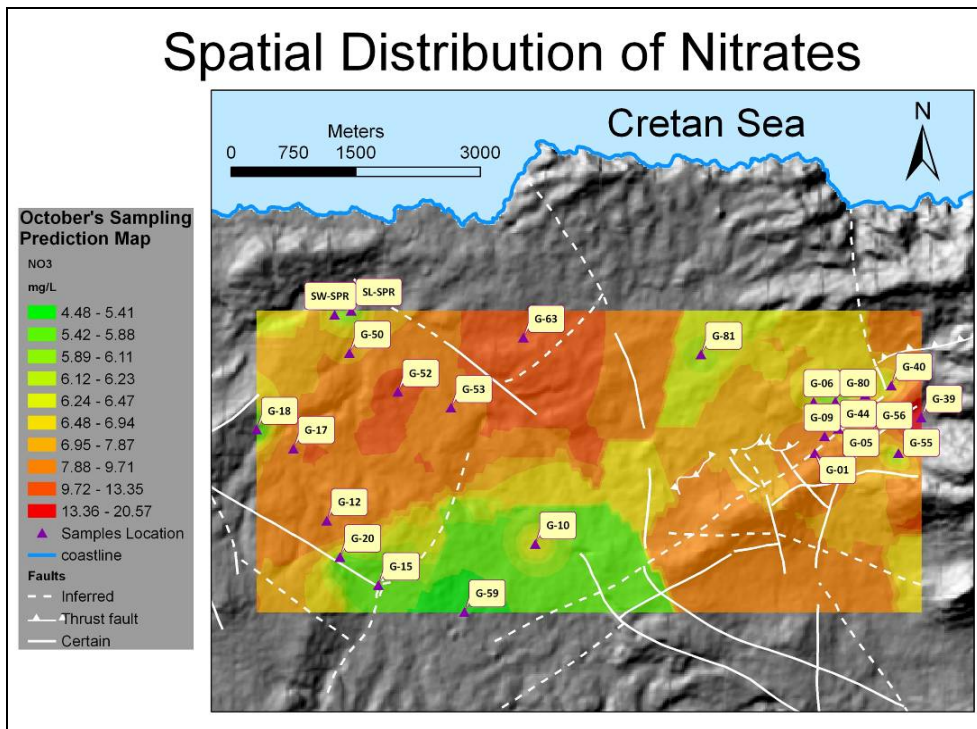 Spatial Distribution of Nitrates
Meters
0 750 1500 3000
Cretan Sea
N
October's Sampling
Prediction Map
NO3
mg/L
4.48 - 5.41
5.42 - 5.88
5.89 - 6.11
6.12 - 6.23
6.24 - 6.47
6.48 - 6.94
6.95 - 7.87
7.88 - 9.71
9.72 - 13.35
13.36 - 20.57
Samples Location
coastline
Faults
Inferred
Thrust fault
Certain
SW-SPR
SL-SPR
G-50
G-63
G-81
G-52
G-53
G-18
G-17
G-06
G-80
G-40
G-39
G-09
G-44
G-56
G-05
G-55
G-01
G-12
G-20
G-15
G-10
G-59